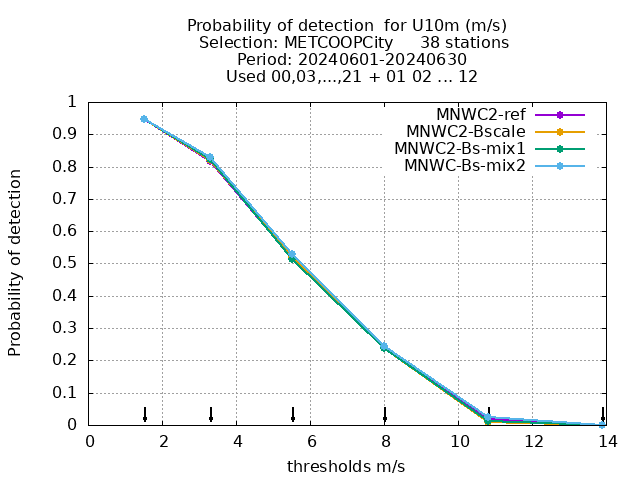 Probability of detection  for U10m (m/s)
Selection: METCOOPCity     38 stations
Period: 20240601-20240630
Used 00,03,...,21 + 01 02 ... 12
MNWC2-ref
MNWC2-Bscale
MNWC2-Bs-mix1
MNWC-Bs-mix2
Probability of detection
1
0.9
0.8
0.7
0.6
0.5
0.4
0.3
0.2
0.1
0
0 2 4 6 8 10 12 14
thresholds m/s